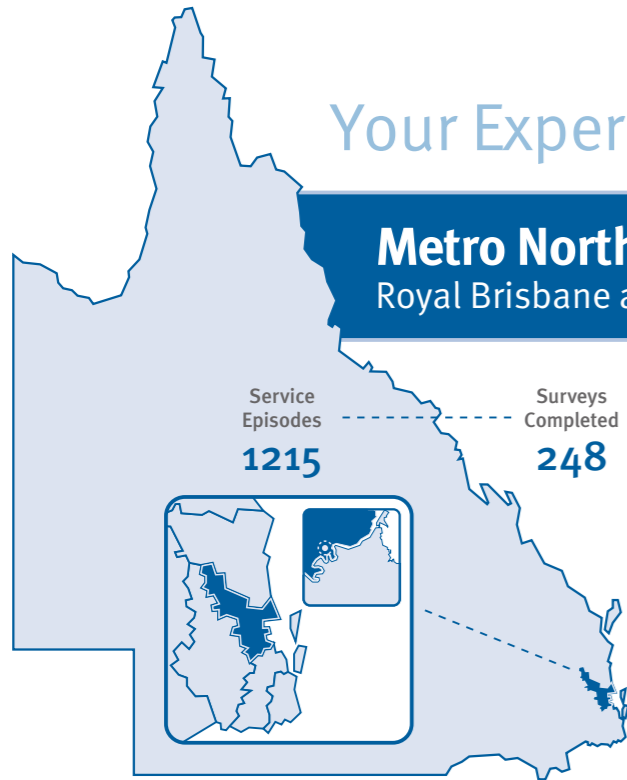 Your Exper
Metro North
Royal Brisbane a
Service
Episodes
1215
Surveys
Completed
248